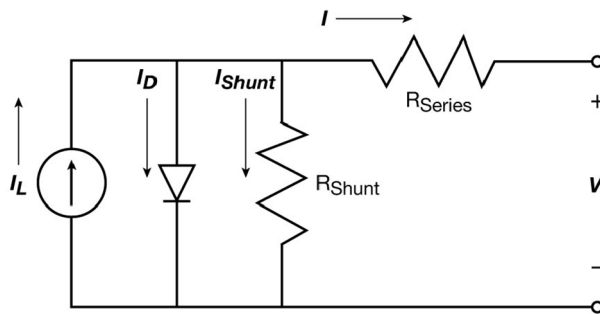 I
I_D
I_Shunt
R_Series
+
I_L
R_Shunt
V
−